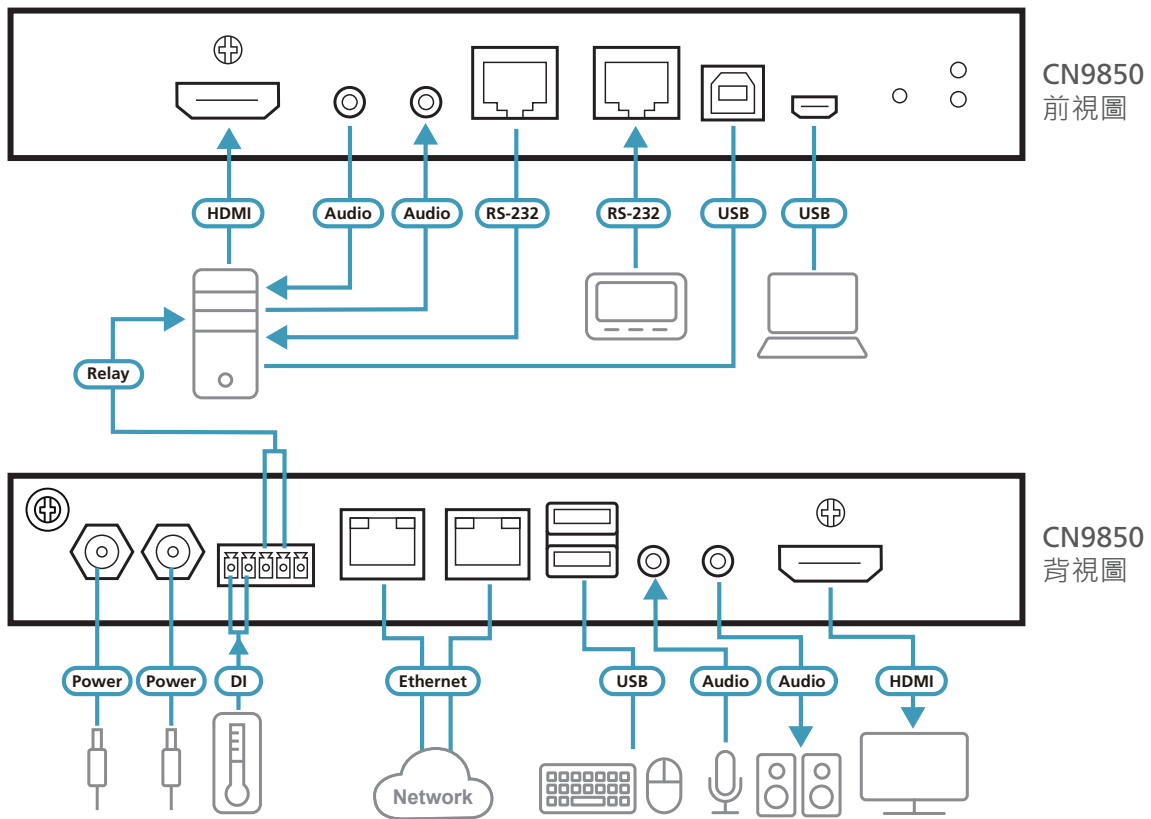 CN9850
前視圖
HDMI
Audio
Audio
RS-232
RS-232
USB
USB
Relay
CN9850
背視圖
Power
Power
DI
Ethernet
USB
Audio
Audio
HDMI
Network